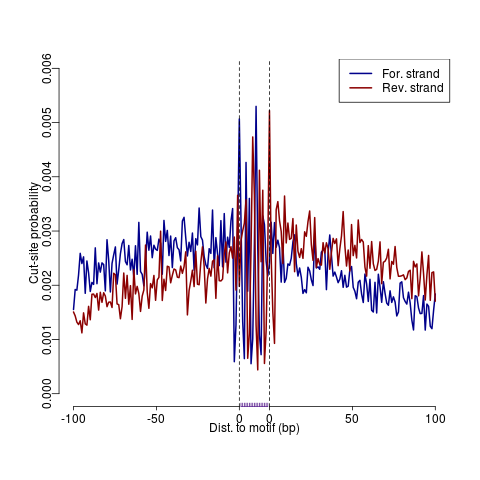 For. strand
Rev. strand
Cut-site probability
0.006
0.005
0.004
0.003
0.002
0.001
0.000
-100 -50 0 0 50 100
Dist. to motif (bp)